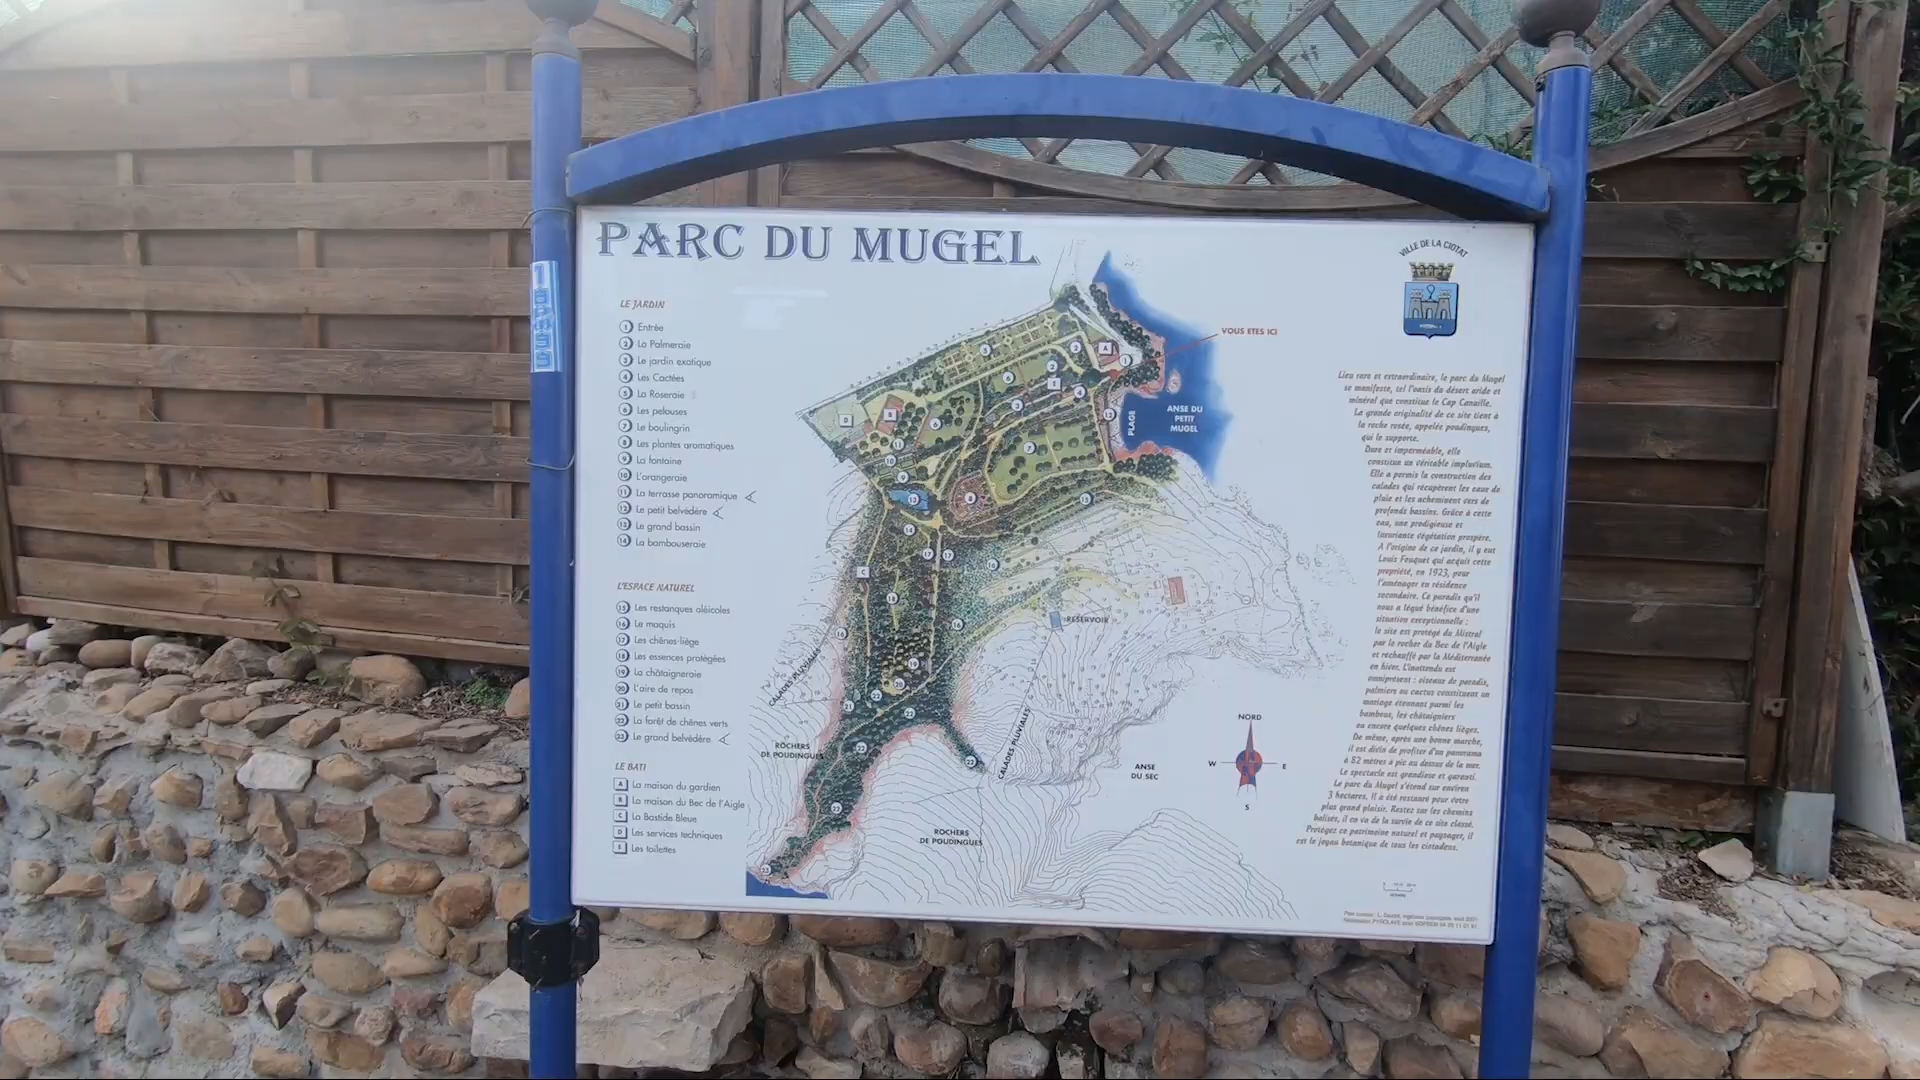 PARC DU MUGEL
VILLE DE LA CIOTAT
LE JARDIN
1 Entrée
2 La Palmeraie
3 Le jardin exotique
4 Les Cactées
5 La Roseraie
6 Les pelouses
7 Le boulingrin
8 Les plantes aromatiques
9 La fontaine
10 L'orangeraie
11 La terrasse panoramique
12 Le petit belvédère
13 Le grand bassin
14 La bambouseraie
L'ESPACE NATUREL
15 Les restanques oléicoles
16 Le maquis
17 Les chênes-liège
18 Les essences protégées
19 La châtaigneraie
20 L'aire de repos
21 Le petit bassin
22 La forêt de chênes verts
23 Le grand belvédère
LE BATI
A La maison du gardien
B La maison du Bec de l'Aigle
C La Bastide Bleue
D Les services techniques
E Les toilettes
VOUS ETES ICI
PLAGE
ANSE DU
PETIT
MUGEL
RESERVOIR
CALADES PLUVIALES
CALADES PLUVIALES
ROCHERS
DE POUDINGUES
ROCHERS
DE POUDINGUES
ANSE
DU SEC
NORD
W E
S
Lieu rare et extraordinaire, le parc du Mugel
se manifeste, tel l'oasis du désert aride et
minéral que constitue le Cap Canaille.
La grande originalité de ce site tient à
la roche rosée, appelée poudingues,
qui le supporte.
Dure et imperméable, elle
constitue un véritable impluvium.
Elle a permis la construction des
calades qui récupèrent les eaux de
pluie et les acheminent vers de
profonds bassins. Grâce à cette
eau, une prodigieuse et
luxuriante végétation prospère.
A l'origine de ce jardin, il y eut
Louis Fouquet qui acquit cette
propriété, en 1923, pour
l'aménager en résidence
secondaire. Ce paradis qu'il
nous a légué bénéficie d'une
situation exceptionnelle :
le site est protégé du Mistral
par le rocher du Bec de l'Aigle
et réchauffé par la Méditerranée
en hiver. L'inattendu est
omniprésent : oiseaux de paradis,
palmiers ou cactus constituent un
mariage étonnant parmi les
bambous, les châtaigniers
ou encore quelques chênes lièges.
De même, après une bonne marche,
il est divin de profiter d'un panorama
à 82 mètres à pic au dessus de la mer.
Le spectacle est grandiose et garanti.
Le parc du Mugel s'étend sur environ
3 hectares. Il a été restauré pour votre
plus grand plaisir. Restez sur les chemins
balisés, il en va de la survie de ce site classé.
Protégez ce patrimoine naturel et paysager, il
est le joyau botanique de tous les ciotadens.